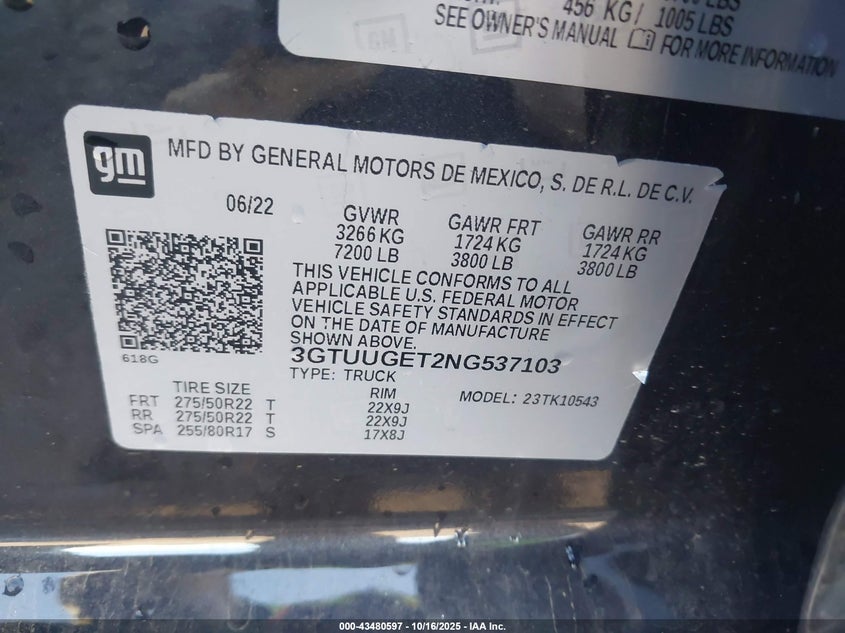 456 KG/ 1005 LBS
SEE OWNER'S MANUAL FOR MORE INFORMATION
gm
MFD BY GENERAL MOTORS DE MEXICO, S. DE R.L. DE C.V.
06/22 GVWR GAWR FRT GAWR RR
3266 KG 1724 KG 1724 KG
7200 LB 3800 LB 3800 LB
THIS VEHICLE CONFORMS TO ALL
APPLICABLE U.S. FEDERAL MOTOR
VEHICLE SAFETY STANDARDS IN EFFECT
ON THE DATE OF MANUFACTURE
SHOWN ABOVE.
618G
3GTUUGET2NG537103
TYPE: TRUCK
TIRE SIZE RIM MODEL: 23TK10543
FRT 275/50R22 T 22X9J
RR 275/50R22 T 22X9J
SPA 255/80R17 S 17X8J
000-43480597 - 10/16/2025 - IAA Inc.